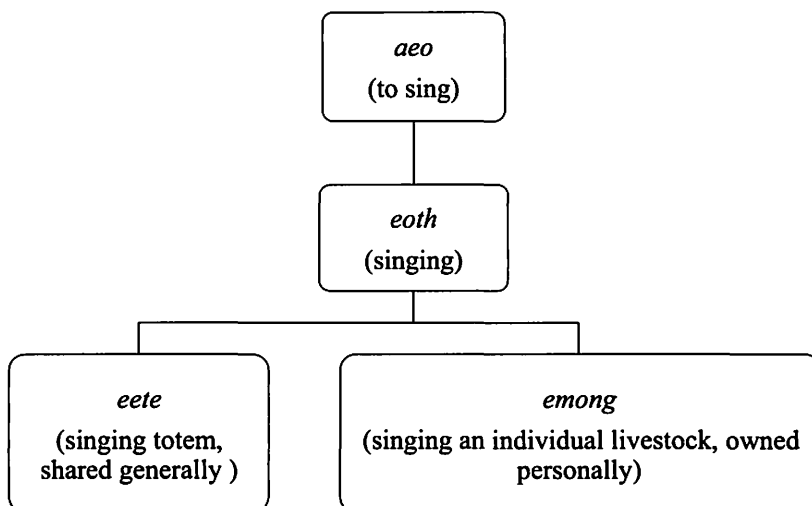 aeo
(to sing)
eoth
(singing)
eete
(singing totem,
shared generally )
emong
(singing an individual livestock, owned
personally)